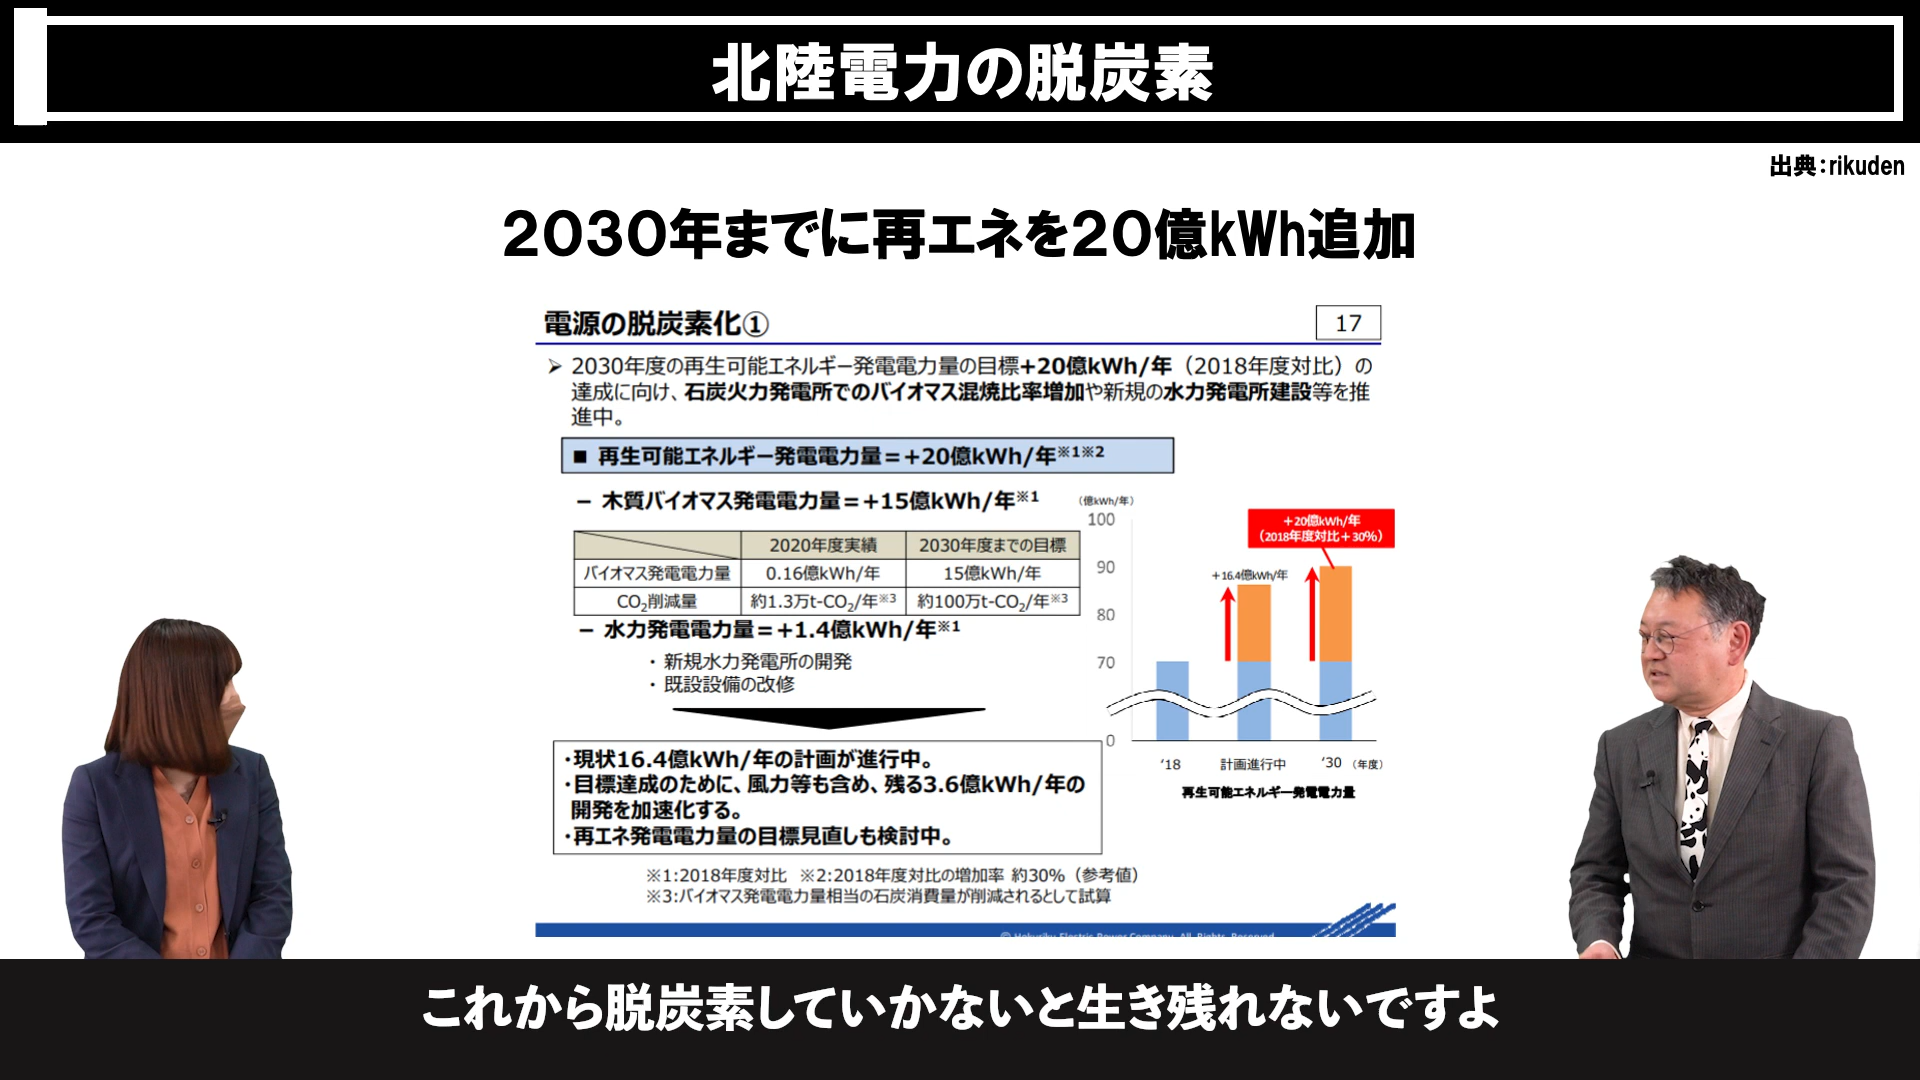 北陸電力の脱炭素
出典：rikuden
2030年までに再エネを20億kWh追加
電源の脱炭素化①
17
➢ 2030年度の再生可能エネルギー発電電力量の目標+20億kWh/年（2018年度対比）の
達成に向け、石炭火力発電所でのバイオマス混焼比率増加や新規の水力発電所建設等を推
進中。
■ 再生可能エネルギー発電電力量＝+20億kWh/年※1※2
− 木質バイオマス発電電力量＝+15億kWh/年※1
2020年度実績 2030年度までの目標
バイオマス発電電力量 0.16億kWh/年 15億kWh/年
CO2削減量 約1.3万t-CO2/年※3 約100万t-CO2/年※3
− 水力発電電力量＝+1.4億kWh/年※1
・新規水力発電所の開発
・既設設備の改修
・現状16.4億kWh/年の計画が進行中。
・目標達成のために、風力等も含め、残る3.6億kWh/年の
開発を加速化する。
・再エネ発電電力量の目標見直しも検討中。
（億kWh/年）
100
90
80
70
0
＋16.4億kWh/年
＋20億kWh/年
（2018年度対比＋30%）
‘18 計画進行中 ‘30 （年度）
再生可能エネルギー発電電力量
※1:2018年度対比 ※2:2018年度対比の増加率 約30%（参考値）
※3:バイオマス発電電力量相当の石炭消費量が削減されるとして試算
© Hokuriku Electric Power Company, All Rights Reserved
これから脱炭素していかないと生き残れないですよ